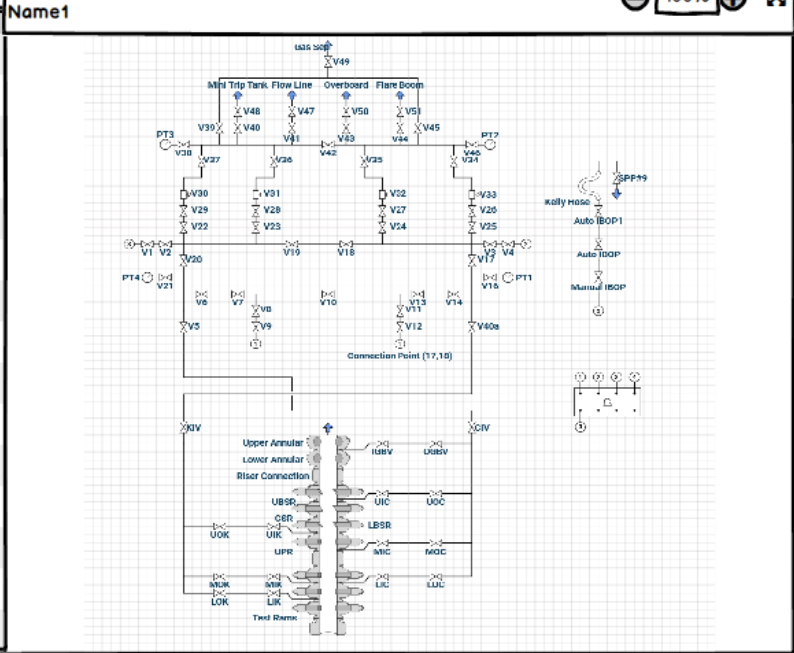 Name1
Gas Sep
V49
Mini Trip Tank Flow Line Overboard Flare Boom
V48 V47 V50 V51
V39 V40 V41 V43 V44 V45
PT3 PT2
V38 V42 V46
V37 V36 V35 V34
V30 V31 V32 V33
V29 V28 V27 V26
V22 V23 V24 V25
V1 V2 V19 V18 V3 V4
V20 V17
PT4 V21 V16 PT1
V6 V7 V10 V13 V14
V8 V11
V5 V9 V12 V40a
Connection Point (17,18)
SPF#9
Kelly Hose
Auto IBOP1
Auto IBOP
Manual IBOP
KIV CIV
Upper Annular
Lower Annular
IGBV OGBV
Riser Connection
UBSR UIC UOC
CSR LBSR
UOK UIK
UPR MIC MOC
MOK MIK LIC LOC
LOK LIK
Test Rams